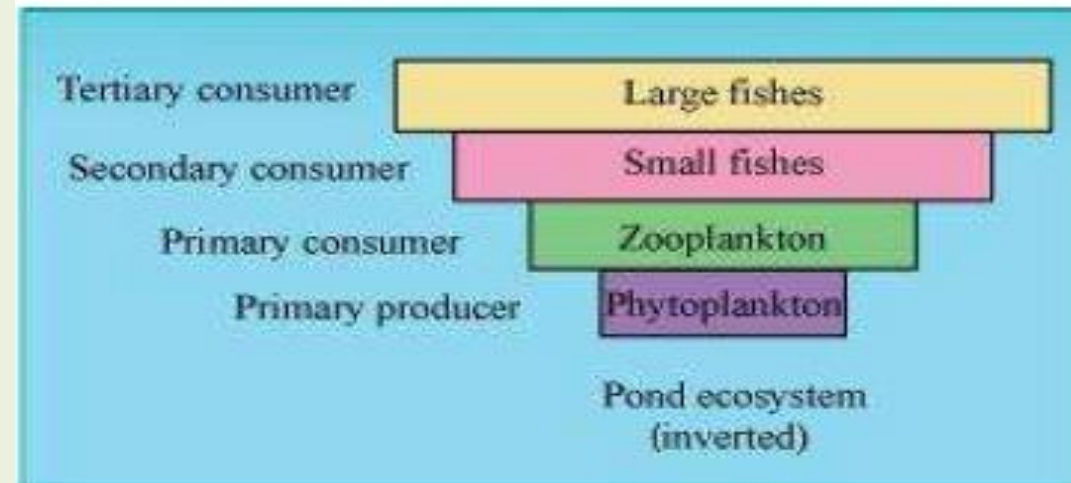 Tertiary consumer
Large fishes
Secondary consumer
Small fishes
Primary consumer
Zooplankton
Primary producer
Phytoplankton
Pond ecosystem
(inverted)